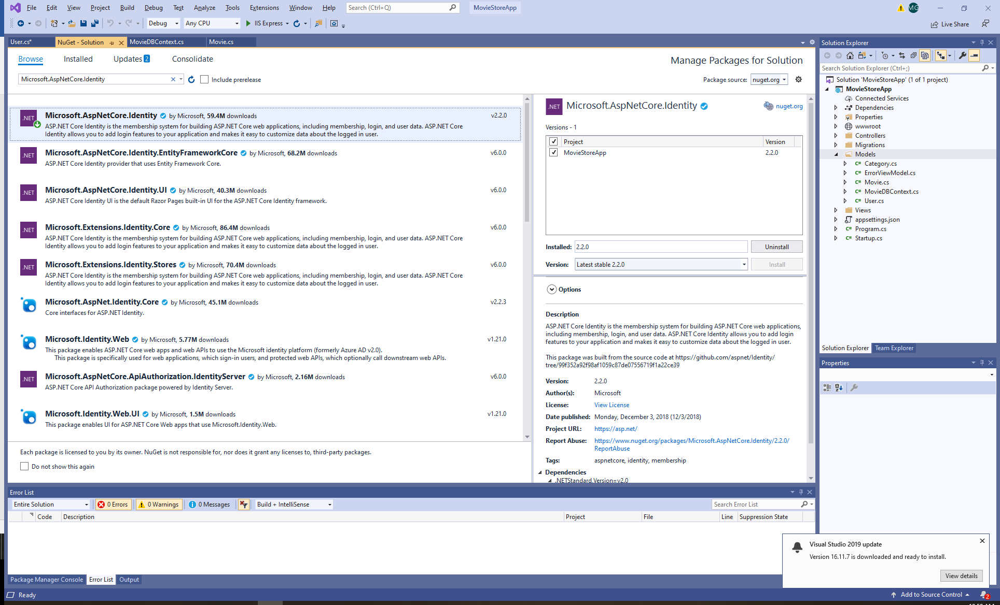 File Edit View Project Build Debug Test Analyze Tools Extensions Window Help Search (Ctrl+Q) MovieStoreApp MG
Debug Any CPU IIS Express Live Share
User.cs* NuGet - Solution MovieDBContext.cs Movie.cs
Browse Installed Updates 2 Consolidate
Manage Packages for Solution
Microsoft.AspNetCore.Identity Include prerelease
Package source: nuget.org
Microsoft.AspNetCore.Identity by Microsoft, 59.4M downloads v2.2.0
.NET
ASP.NET Core Identity is the membership system for building ASP.NET Core web applications, including membership, login, and user data. ASP.NET Core
Identity allows you to add login features to your application and makes it easy to customize data about the logged in user.
Microsoft.AspNetCore.Identity.EntityFrameworkCore by Microsoft, 68.2M downloads v6.0.0
.NET
ASP.NET Core Identity provider that uses Entity Framework Core.
Microsoft.AspNetCore.Identity.UI by Microsoft, 40.3M downloads v6.0.0
.NET
ASP.NET Core Identity UI is the default Razor Pages built-in UI for the ASP.NET Core Identity framework.
Microsoft.Extensions.Identity.Core by Microsoft, 86.4M downloads v6.0.0
.NET
ASP.NET Core Identity is the membership system for building ASP.NET Core web applications, including membership, login, and user data. ASP.NET Core
Identity allows you to add login features to your application and makes it easy to customize data about the logged in user.
Microsoft.Extensions.Identity.Stores by Microsoft, 70.4M downloads v6.0.0
.NET
ASP.NET Core Identity is the membership system for building ASP.NET Core web applications, including membership, login, and user data. ASP.NET Core
Identity allows you to add login features to your application and makes it easy to customize data about the logged in user.
Microsoft.AspNet.Identity.Core by Microsoft, 45.1M downloads v2.2.3
Core interfaces for ASP.NET Identity.
Microsoft.Identity.Web by Microsoft, 5.77M downloads v1.21.0
This package enables ASP.NET Core web apps and web APIs to use the Microsoft identity platform (formerly Azure AD v2.0).
This package is specifically used for web applications, which sign-in users, and protected web APIs, which optionally call downstream web APIs.
Microsoft.AspNetCore.ApiAuthorization.IdentityServer by Microsoft, 2.16M downloads v6.0.0
.NET
ASP.NET Core API Authorization package powered by Identity Server.
Microsoft.Identity.Web.UI by Microsoft, 1.5M downloads v1.21.0
This package enables UI for ASP.NET Core Web apps that use Microsoft.Identity.Web.
Each package is licensed to you by its owner. NuGet is not responsible for, nor does it grant any licenses to, third-party packages.
Do not show this again
.NET Microsoft.AspNetCore.Identity nuget.org
Versions - 1
Project Version
MovieStoreApp 2.2.0
Installed: 2.2.0 Uninstall
Version: Latest stable 2.2.0 Install
Options
Description
ASP.NET Core Identity is the membership system for building ASP.NET Core web applications,
including membership, login, and user data. ASP.NET Core Identity allows you to add login
features to your application and makes it easy to customize data about the logged in user.
This package was built from the source code at https://github.com/aspnet/Identity/
tree/99f352a92f98af1059c87de07556719f1a22ce39
Version: 2.2.0
Author(s): Microsoft
License: View License
Date published: Monday, December 3, 2018 (12/3/2018)
Project URL: https://asp.net/
Report Abuse: https://www.nuget.org/packages/Microsoft.AspNetCore.Identity/2.2.0/
ReportAbuse
Tags: aspnetcore, identity, membership
Dependencies
.NETStandard,Version=v2.0
Solution Explorer
Search Solution Explorer (Ctrl+;)
Solution 'MovieStoreApp' (1 of 1 project)
MovieStoreApp
Connected Services
Dependencies
Properties
wwwroot
Controllers
Migrations
Models
C# Category.cs
C# ErrorViewModel.cs
C# Movie.cs
C# MovieDBContext.cs
C# User.cs
Views
appsettings.json
C# Program.cs
C# Startup.cs
Solution Explorer Team Explorer
Properties
Error List
Entire Solution 0 Errors 0 Warnings 0 Messages Build + IntelliSense Search Error List
Code Description Project File Line Suppression State
Visual Studio 2019 update
Version 16.11.7 is downloaded and ready to install.
View details
Package Manager Console Error List Output
Ready Add to Source Control 2